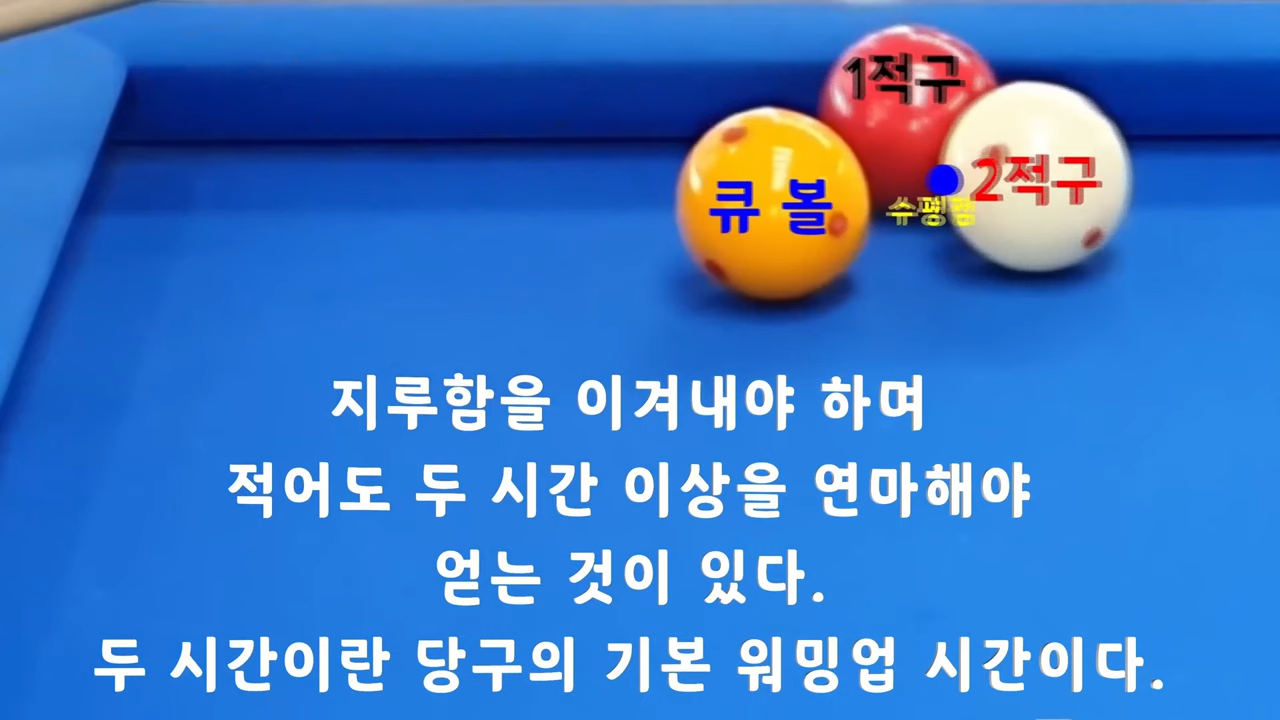 1적구
2적구
큐 볼
수평점
지루함을 이겨내야 하며
적어도 두 시간 이상을 연마해야
얻는 것이 있다.
두 시간이란 당구의 기본 워밍업 시간이다.